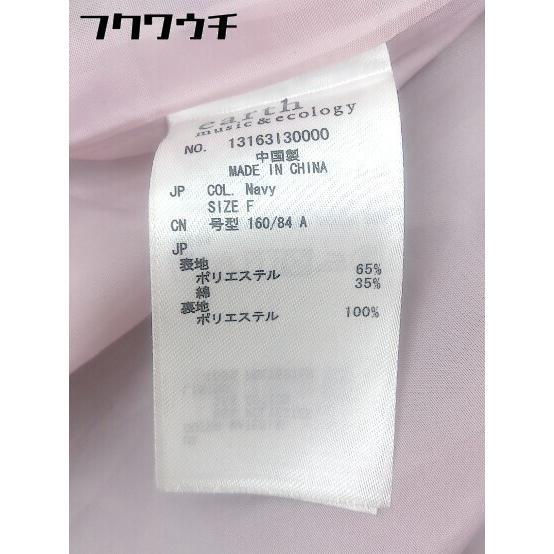 フクワウチ
earth
music & ecology
NO. 13163I30000
中国製
MADE IN CHINA
JP COL. Navy
SIZE F
CN 号型 160/84 A
JP
表地
ポリエステル 65%
綿 35%
裏地
ポリエステル 100%